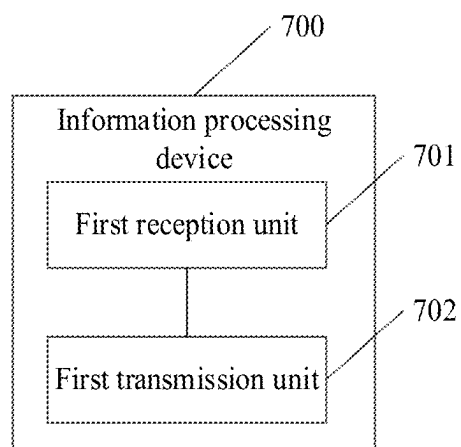 700
Information processing
device
701
First reception unit
702
First transmission unit